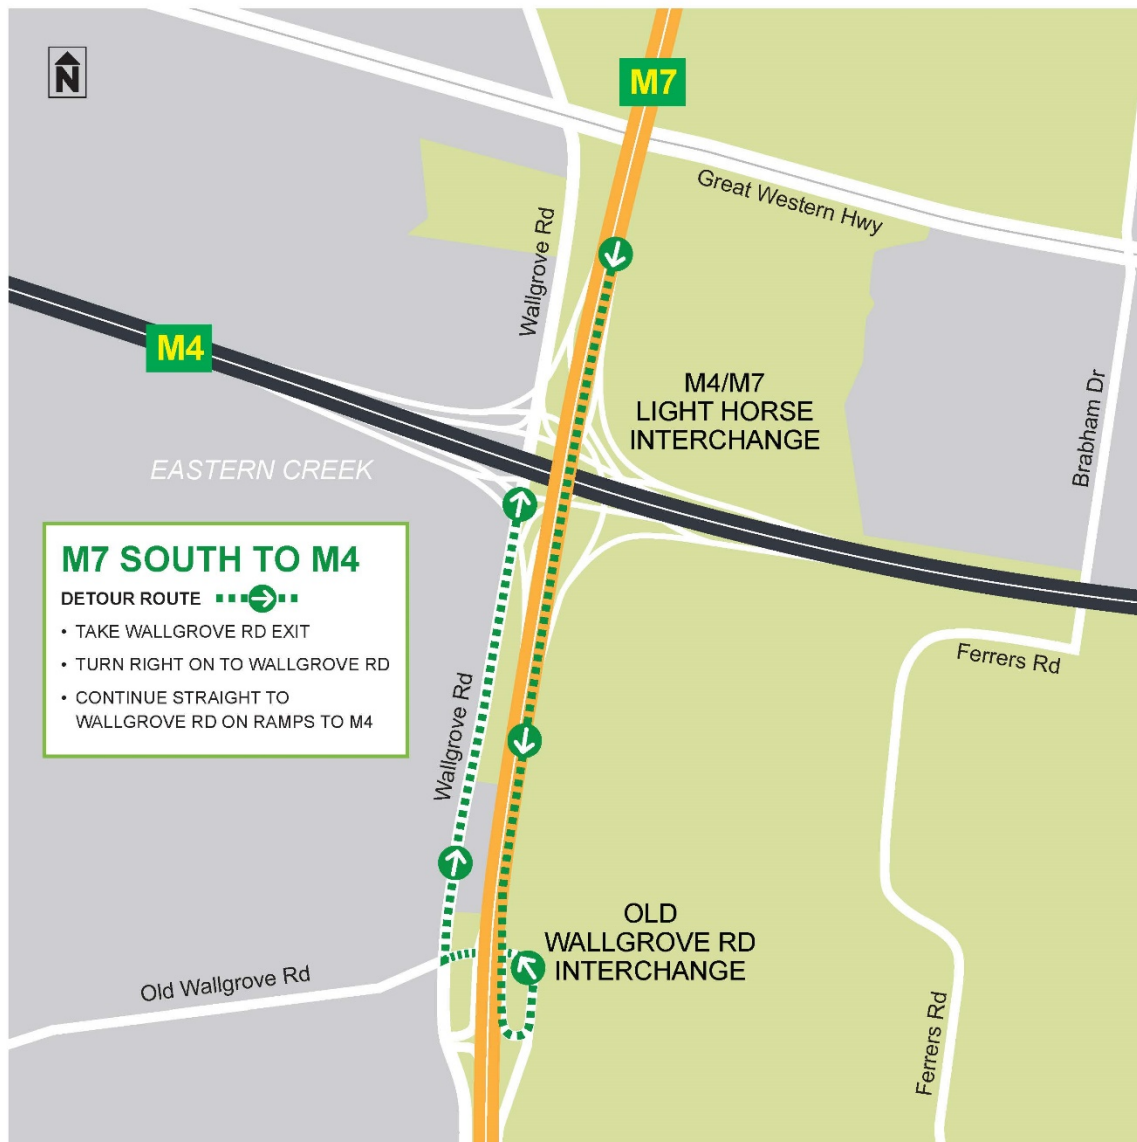 N
M7
Great Western Hwy
Wallgrove Rd
M4
M4/M7
LIGHT HORSE
INTERCHANGE
Brabham Dr
EASTERN CREEK
M7 SOUTH TO M4
DETOUR ROUTE
• TAKE WALLGROVE RD EXIT
• TURN RIGHT ON TO WALLGROVE RD
• CONTINUE STRAIGHT TO
WALLGROVE RD ON RAMPS TO M4
Ferrers Rd
Wallgrove Rd
OLD
WALLGROVE RD
INTERCHANGE
Old Wallgrove Rd
Ferrers Rd